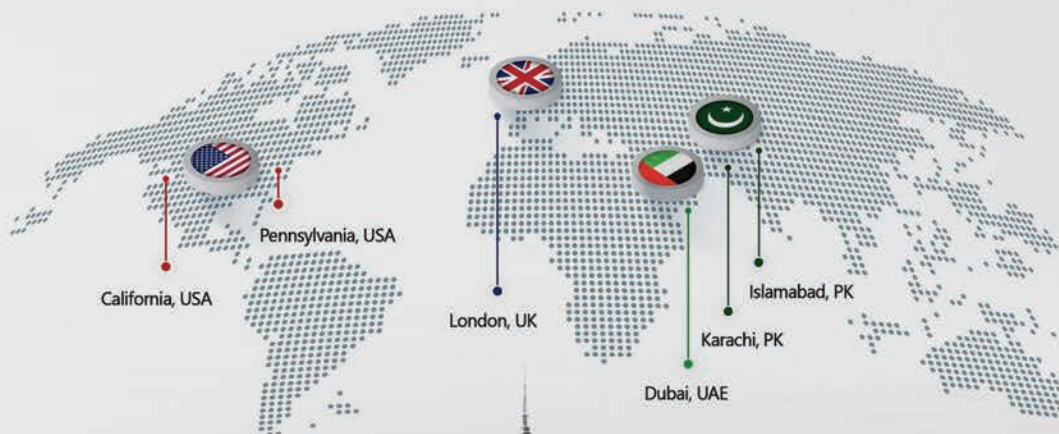 Pennsylvania, USA
California, USA
London, UK
Islamabad, PK
Karachi, PK
Dubai, UAE